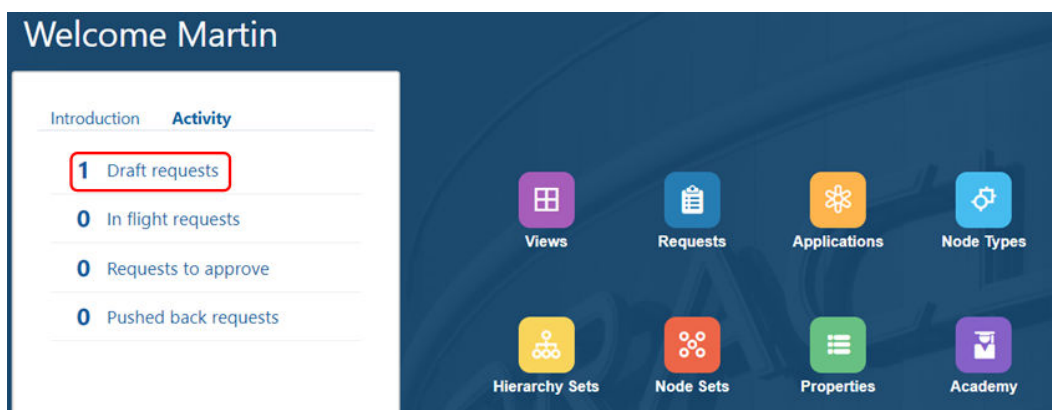 Welcome Martin
Introduction Activity
1 Draft requests
0 In flight requests
0 Requests to approve
0 Pushed back requests
Views Requests Applications Node Types
Hierarchy Sets Node Sets Properties Academy